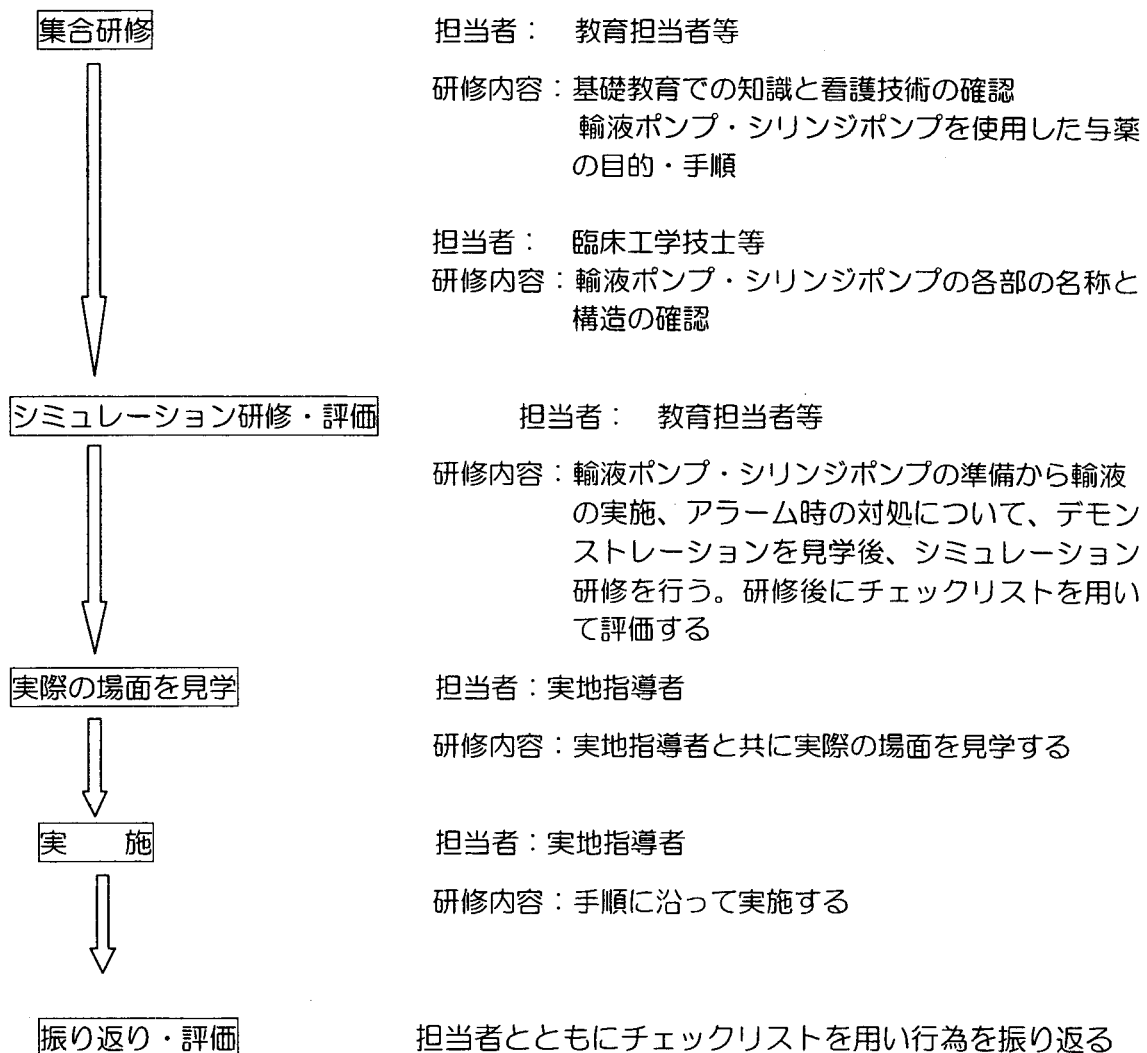 集合研修 担当者： 教育担当者等
研修内容：基礎教育での知識と看護技術の確認
輸液ポンプ・シリンジポンプを使用した与薬
の目的・手順
担当者： 臨床工学技士等
研修内容：輸液ポンプ・シリンジポンプの各部の名称と
構造の確認
シミュレーション研修・評価 担当者： 教育担当者等
研修内容：輸液ポンプ・シリンジポンプの準備から輸液
の実施、アラーム時の対処について、デモン
ストレーションを見学後、シミュレーション
研修を行う。研修後にチェックリストを用い
て評価する
実際の場面を見学 担当者：実地指導者
研修内容：実地指導者と共に実際の場面を見学する
実　施 担当者：実地指導者
研修内容：手順に沿って実施する
振り返り・評価 担当者とともにチェックリストを用い行為を振り返る